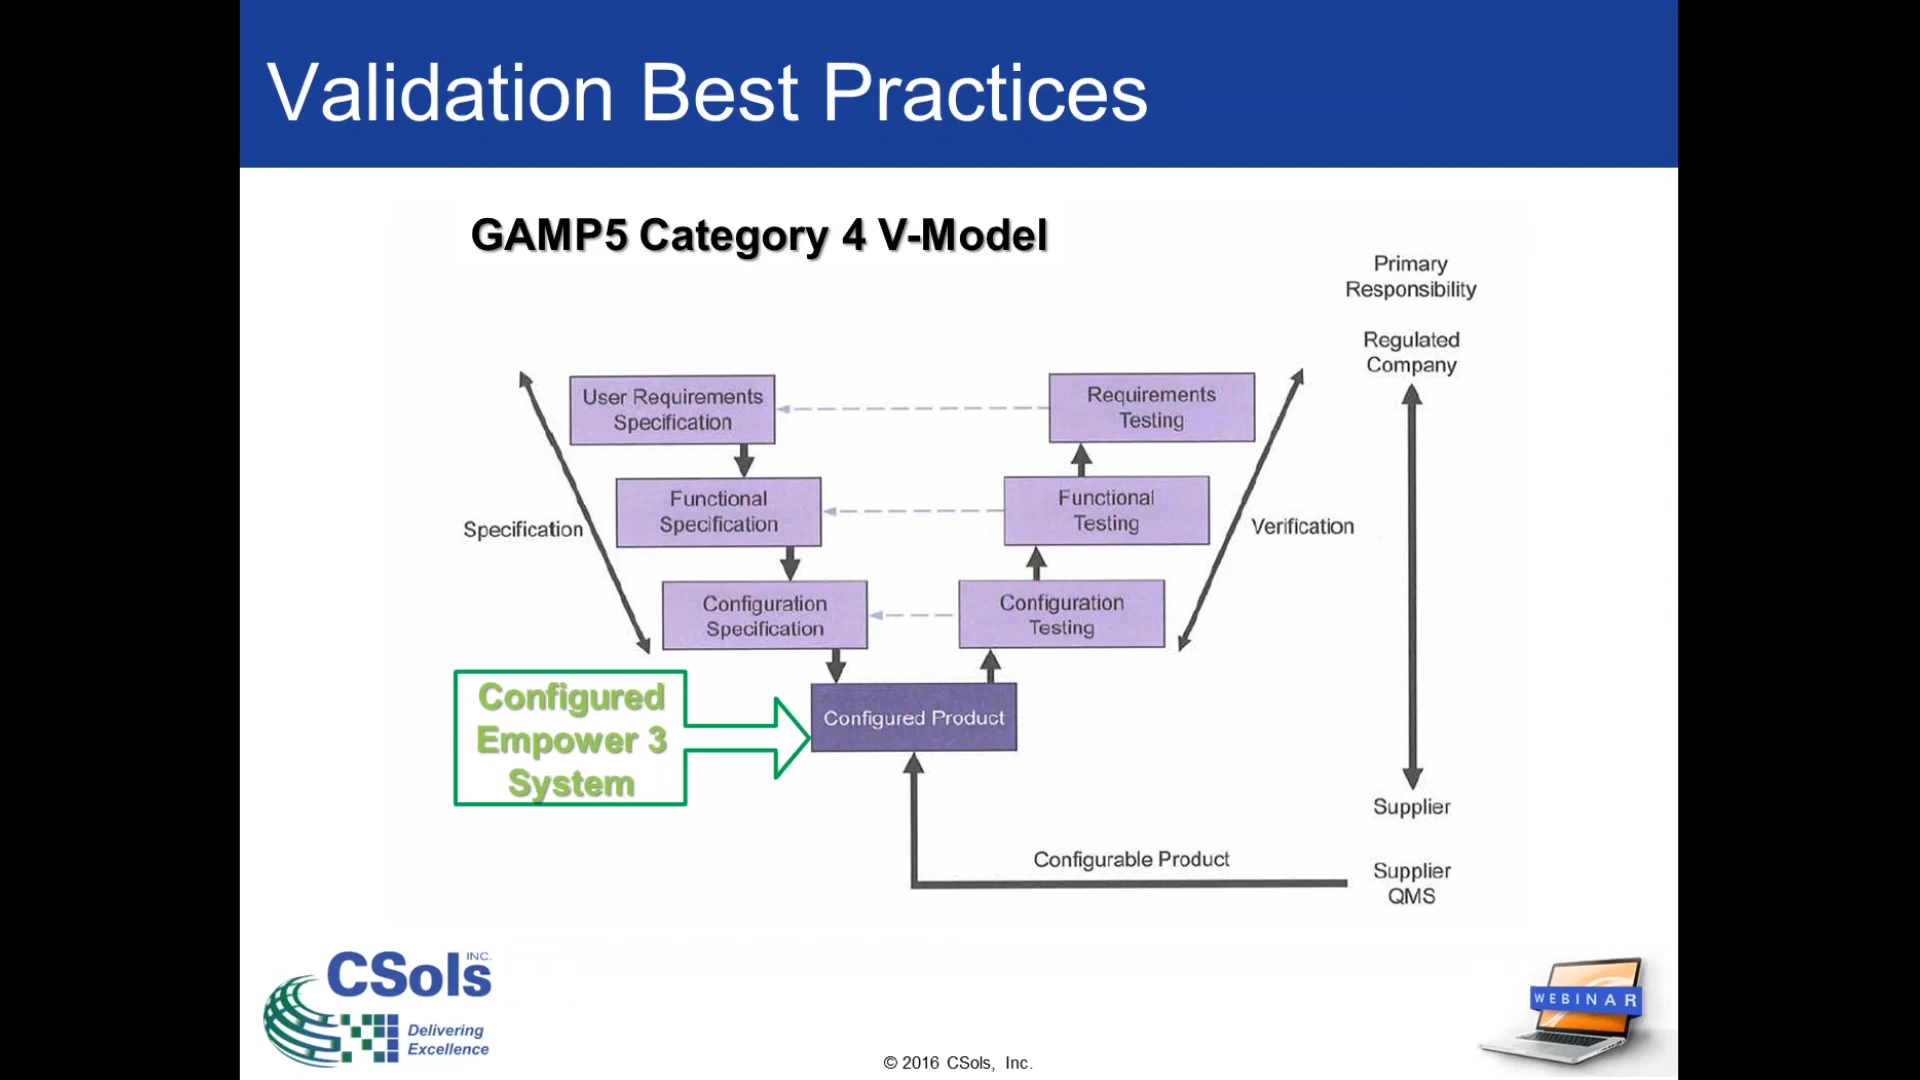 Validation Best Practices
GAMP5 Category 4 V-Model
Primary
Responsibility
Regulated
Company
User Requirements
Specification
Requirements
Testing
Functional
Specification
Functional
Testing
Specification
Verification
Configuration
Specification
Configuration
Testing
Configured
Empower 3
System
Configured Product
Supplier
Configurable Product
Supplier
QMS
CSols INC.
Delivering
Excellence
WEBINAR
© 2016 CSols, Inc.